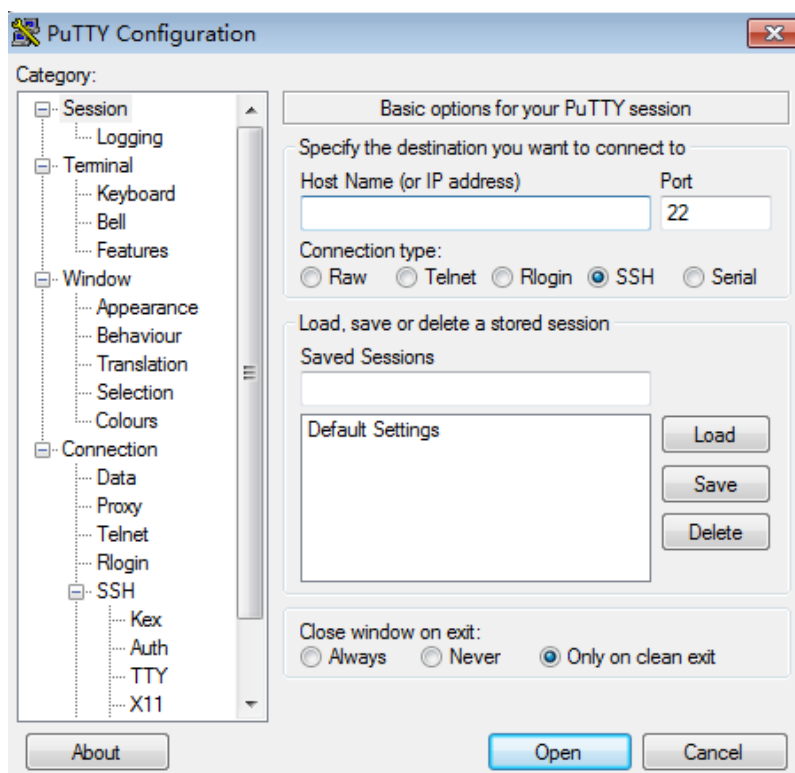 PuTTY Configuration
Category:
Session
Logging
Terminal
Keyboard
Bell
Features
Window
Appearance
Behaviour
Translation
Selection
Colours
Connection
Data
Proxy
Telnet
Rlogin
SSH
Kex
Auth
TTY
X11
Basic options for your PuTTY session
Specify the destination you want to connect to
Host Name (or IP address) Port
22
Connection type:
Raw Telnet Rlogin SSH Serial
Load, save or delete a stored session
Saved Sessions
Default Settings
Load
Save
Delete
Close window on exit:
Always Never Only on clean exit
About Open Cancel